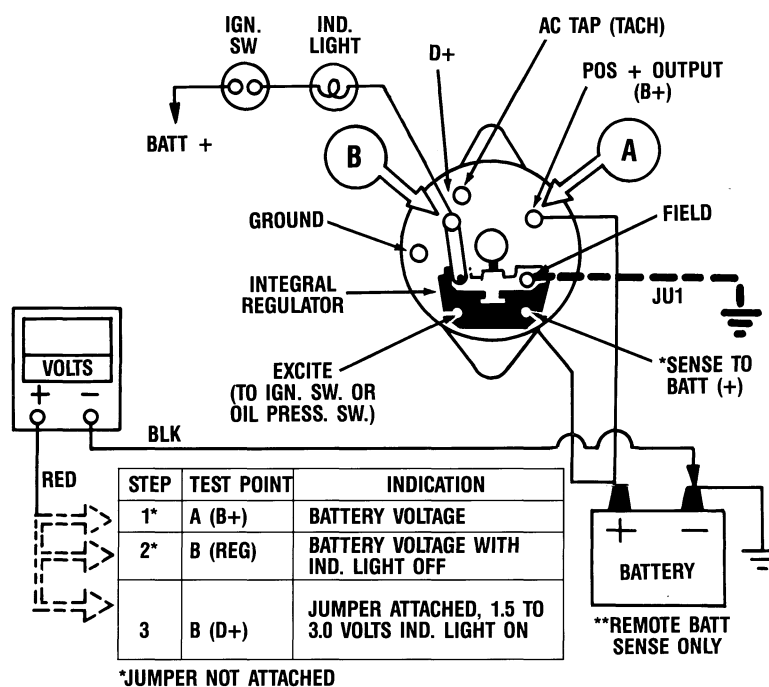 IGN.
SW
IND.
LIGHT
AC TAP (TACH)
D+
POS + OUTPUT
(B+)
BATT +
B
A
GROUND
FIELD
INTEGRAL
REGULATOR
JU1
VOLTS
+ −
EXCITE
(TO IGN. SW. OR
OIL PRESS. SW.)
*SENSE TO
BATT (+)
BLK
RED
STEP TEST POINT INDICATION
1* A (B+) BATTERY VOLTAGE
2* B (REG) BATTERY VOLTAGE WITH
IND. LIGHT OFF
3 B (D+) JUMPER ATTACHED, 1.5 TO
3.0 VOLTS IND. LIGHT ON
*JUMPER NOT ATTACHED
+ −
BATTERY
**REMOTE BATT
SENSE ONLY